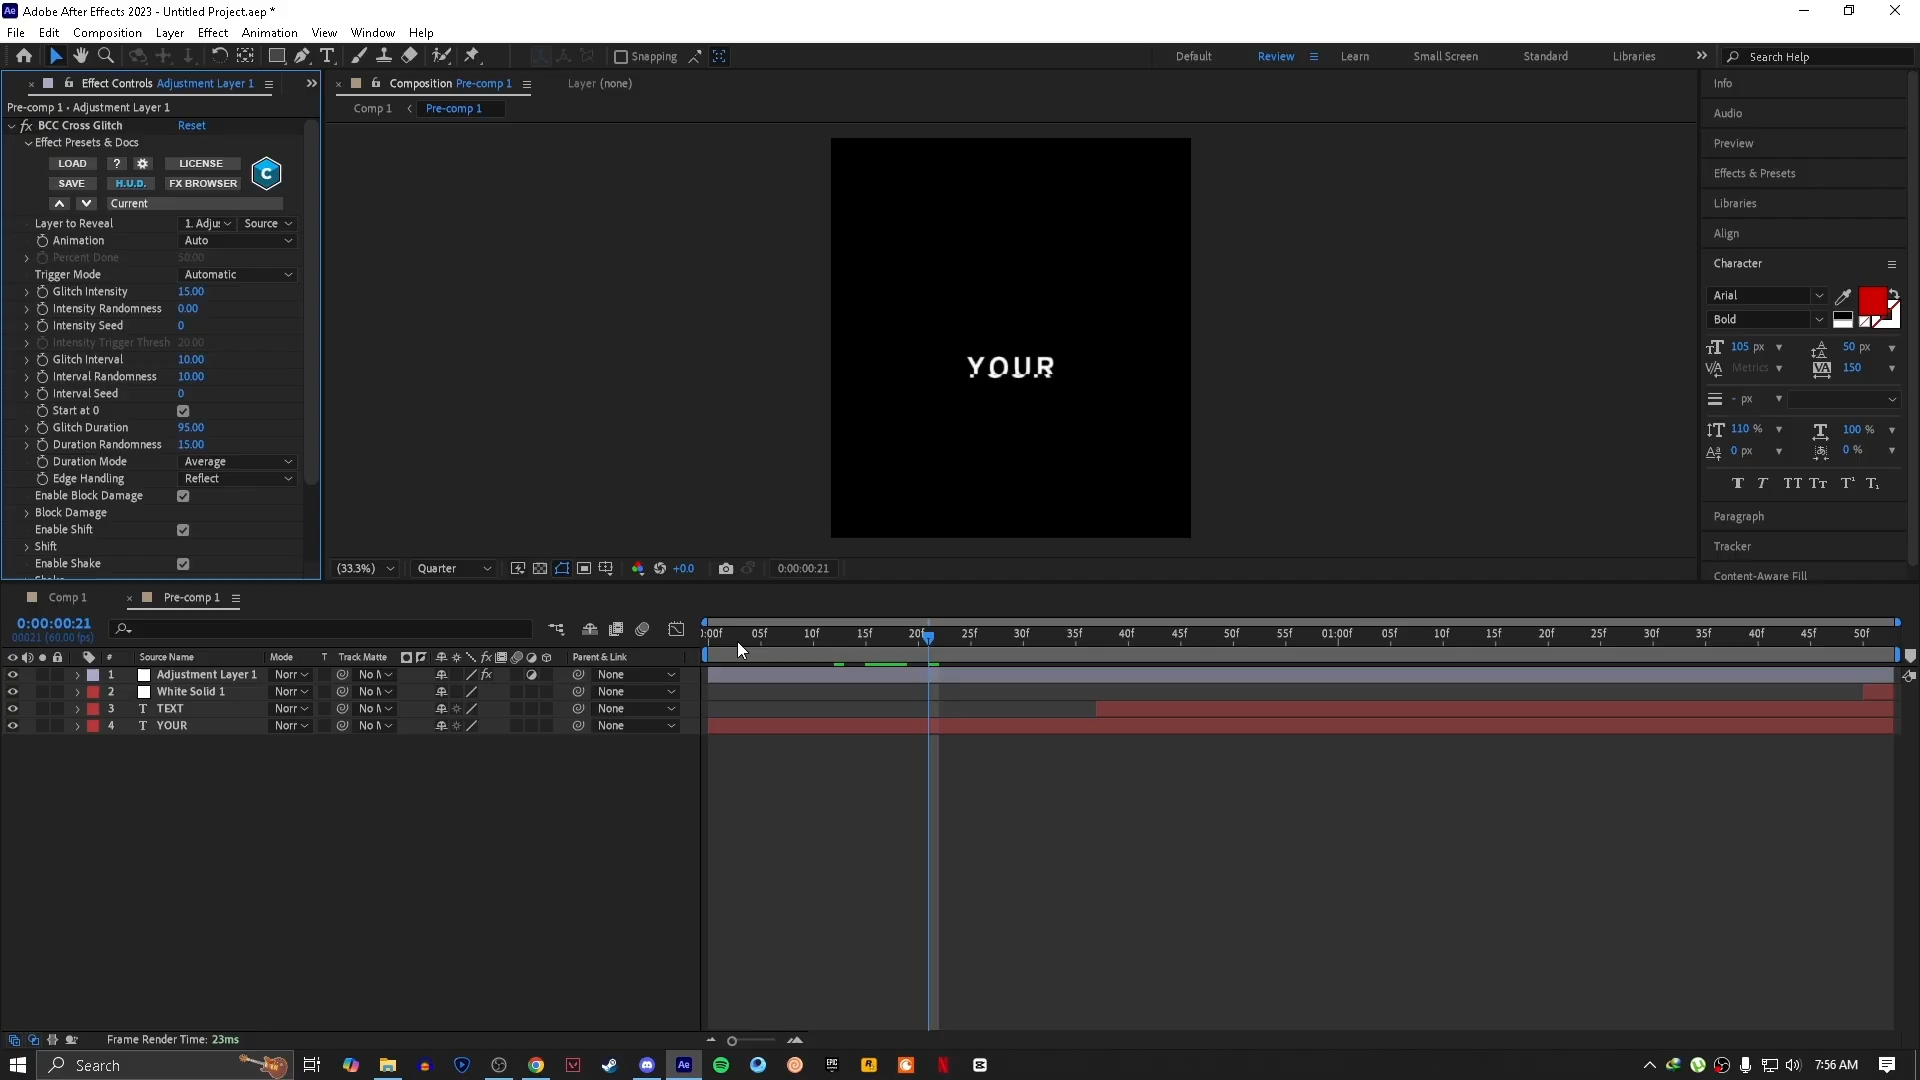 Ae Adobe After Effects 2023 - Untitled Project.aep *
File Edit Composition Layer Effect Animation View Window Help
Snapping Default Review Learn Small Screen Standard Libraries Search Help
Effect Controls Adjustment Layer 1
Pre-comp 1 • Adjustment Layer 1
fx BCC Cross Glitch Reset
Effect Presets & Docs
LOAD ? LICENSE
C
SAVE H.U.D. FX BROWSER
Current
Layer to Reveal 1. Adju: Source
Animation Auto
Percent Done 50.00
Trigger Mode Automatic
Glitch Intensity 15.00
Intensity Randomness 0.00
Intensity Seed 0
Intensity Trigger Thresh 20.00
Glitch Interval 10.00
Interval Randomness 10.00
Interval Seed 0
Start at 0
Glitch Duration 95.00
Duration Randomness 15.00
Duration Mode Average
Edge Handling Reflect
Enable Block Damage
Block Damage
Enable Shift
Shift
Enable Shake
Composition Pre-comp 1 Layer (none)
Comp 1 < Pre-comp 1
YOUR
(33.3%) Quarter +0.0 0:00:00:21
Info
Audio
Preview
Effects & Presets
Libraries
Align
Character
Arial
Bold
105 px 50 px
Metrics 150
- px
110 % 100 %
0 px 0 %
T T TT Tт T¹ T₁
Paragraph
Tracker
Content-Aware Fill
Comp 1 Pre-comp 1
0:00:00:21
00021 (60.00 fps)
:00f 05f 10f 15f 20f 25f 30f 35f 40f 45f 50f 55f 01:00f 05f 10f 15f 20f 25f 30f 35f 40f 45f 50f
# Source Name Mode T Track Matte fx Parent & Link
1 Adjustment Layer 1 Norr No M fx None
2 White Solid 1 Norr No M None
3 T TEXT Norr No M None
4 T YOUR Norr No M None
Frame Render Time: 23ms
Search Ae EPIC 7:56 AM